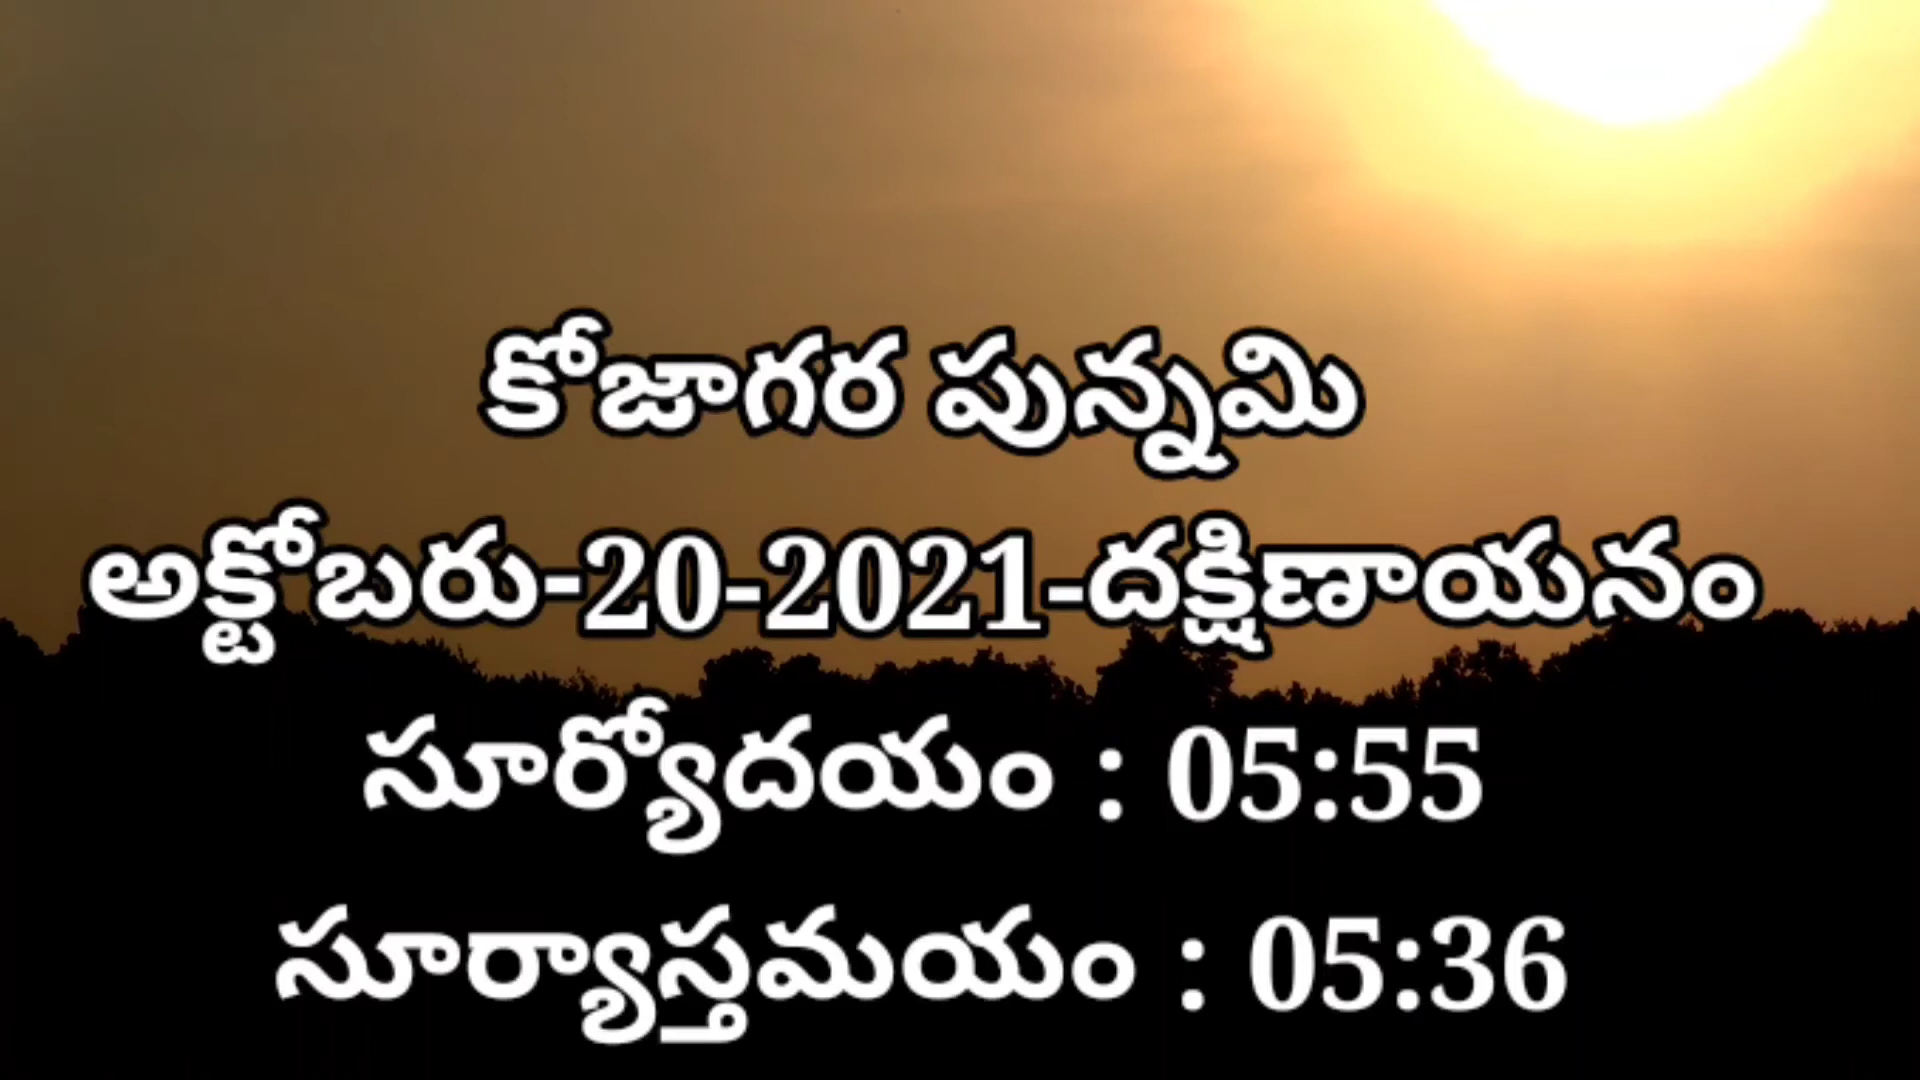 కోజాగర పున్నమి
అక్టోబరు-20-2021-దక్షిణాయనం
సూర్యోదయం : 05:55
సూర్యాస్తమయం : 05:36